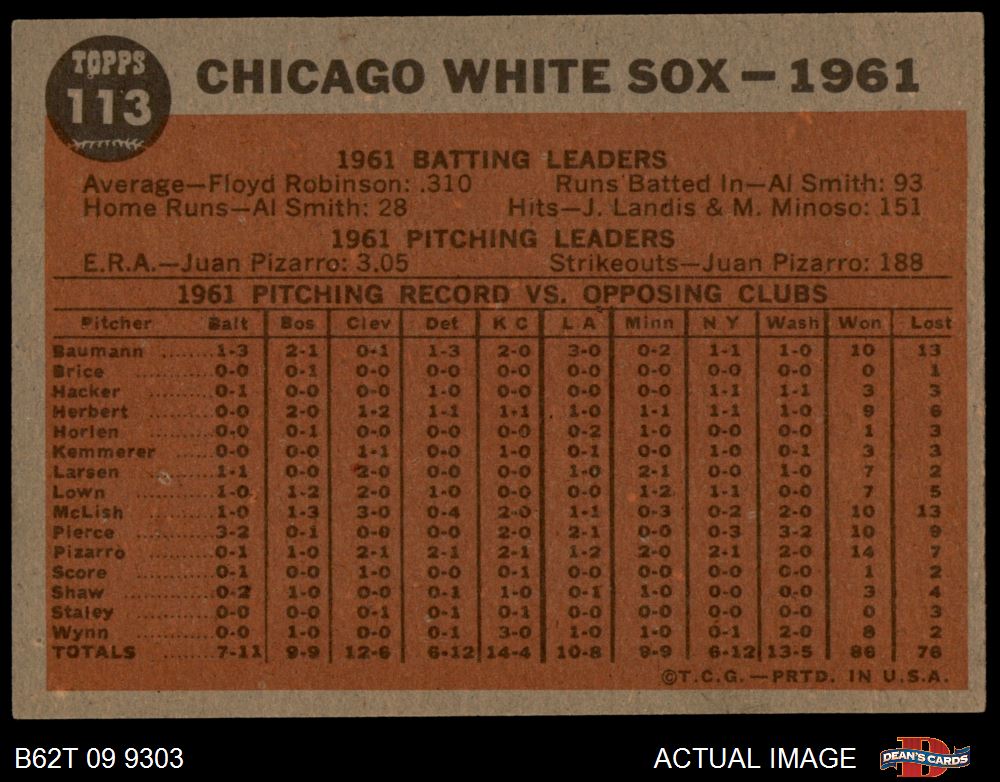 TOPPS
113
CHICAGO WHITE SOX — 1961
1961 BATTING LEADERS
Average—Floyd Robinson: .310 Runs Batted In—Al Smith: 93
Home Runs—Al Smith: 28 Hits—J. Landis & M. Minoso: 151
1961 PITCHING LEADERS
E.R.A.—Juan Pizarro: 3.05 Strikeouts—Juan Pizarro: 188
1961 PITCHING RECORD VS. OPPOSING CLUBS
Pitcher Balt Bos Clev Det K C L A Minn N Y Wash Won Lost
Baumann ........1-3 2-1 0-1 1-3 2-0 3-0 0-2 1-1 1-0 10 13
Brice ...........0-0 0-1 0-0 0-0 0-0 0-0 0-0 0-0 0-0 0 1
Hacker ..........0-1 0-0 0-0 1-0 0-0 0-0 0-0 1-1 1-1 3 3
Herbert .........0-0 2-0 1-2 1-1 1-1 1-0 1-1 1-1 1-0 9 6
Horlen .........0-0 0-1 0-0 0-0 0-0 0-2 1-0 0-0 0-0 1 3
Kemmerer ........0-0 0-0 1-1 0-0 1-0 0-1 0-0 1-0 0-1 3 3
Larsen .........1-1 0-0 2-0 0-0 0-0 1-0 2-1 0-0 1-0 7 2
Lown ..........1-0 1-2 2-0 1-0 0-0 0-0 1-2 1-1 0-0 7 5
McLish .........1-0 1-3 3-0 0-4 2-0 1-1 0-3 0-2 2-0 10 13
Pierce ..........3-2 0-1 0-0 0-0 2-0 2-1 0-0 0-3 3-2 10 9
Pizarro .........0-1 1-0 2-1 2-1 2-1 1-2 2-0 2-1 2-0 14 7
Score ..........0-1 0-0 1-0 0-0 0-1 0-0 0-0 0-0 0-0 1 2
Shaw ..........0-2 1-0 0-0 0-1 1-0 0-1 1-0 0-0 0-0 3 4
Staley ..........0-0 0-0 0-1 0-1 0-1 0-0 0-0 0-0 0-0 0 3
Wynn ..........0-0 1-0 0-0 0-1 3-0 1-0 1-0 0-1 2-0 8 2
TOTALS ..........7-11 9-9 12-6 6-12 14-4 10-8 9-9 6-12 13-5 86 76
©T.C.G.—PRTD. IN U.S.A.
B62T 09 9303 ACTUAL IMAGE D DEAN'S CARDS